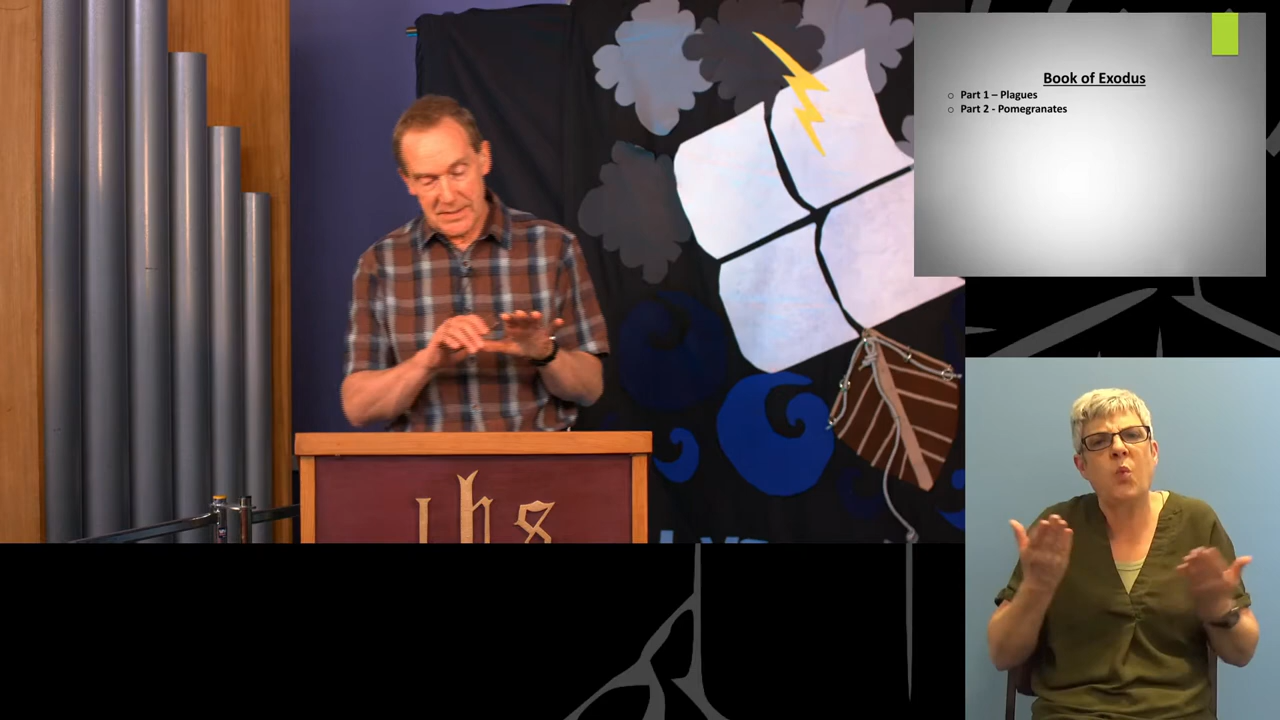 Book of Exodus
Part 1 – Plagues
Part 2 - Pomegranates
Ihs